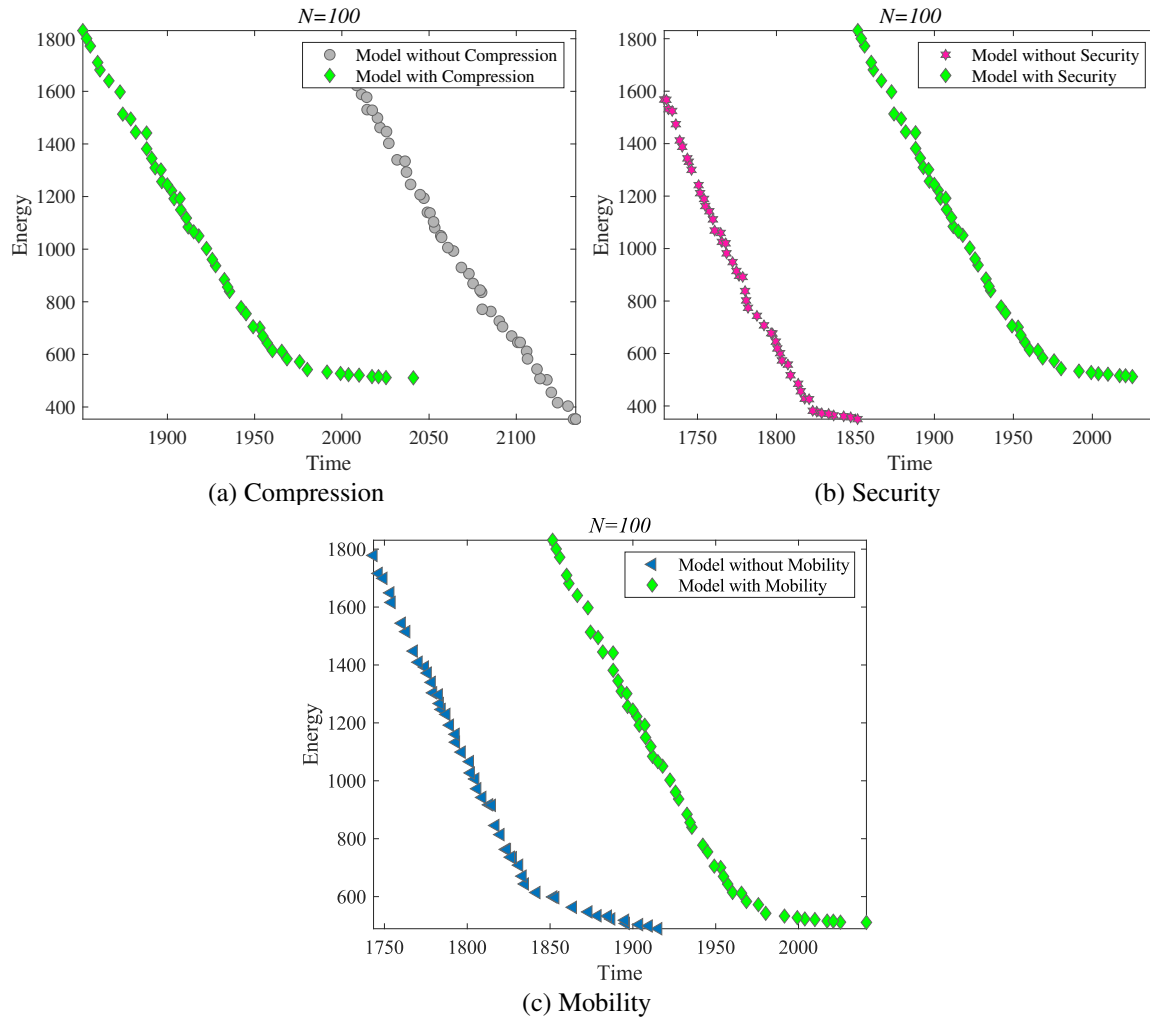 N=100
Model without Compression
Model with Compression
1800
1600
1400
1200
1000
800
600
400
Energy
1900 1950 2000 2050 2100
Time
(a) Compression
N=100
Model without Security
Model with Security
1800
1600
1400
1200
1000
800
600
400
Energy
1750 1800 1850 1900 1950 2000
Time
(b) Security
N=100
Model without Mobility
Model with Mobility
1800
1600
1400
1200
1000
800
600
Energy
1750 1800 1850 1900 1950 2000
Time
(c) Mobility